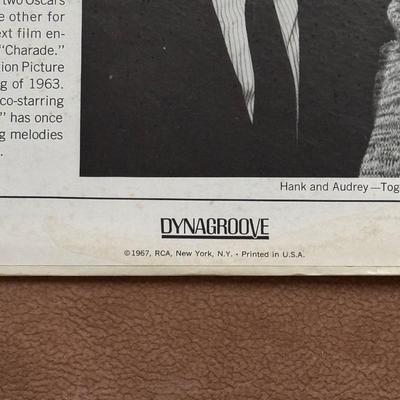 two Oscars
e other for
ext film en-
"Charade."
ion Picture
g of 1963.
co-starring
" has once
g melodies
.
Hank and Audrey—Tog
DYNAGROOVE
©1967, RCA, New York, N.Y. • Printed in U.S.A.